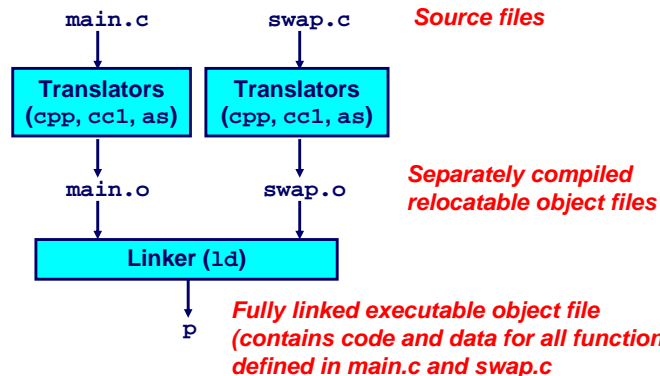 main.c swap.c Source files
Translators Translators
(cpp, cc1, as) (cpp, cc1, as)
main.o swap.o
Separately compiled
relocatable object files
Linker (ld)
p
Fully linked executable object file
(contains code and data for all function
defined in main.c and swap.c